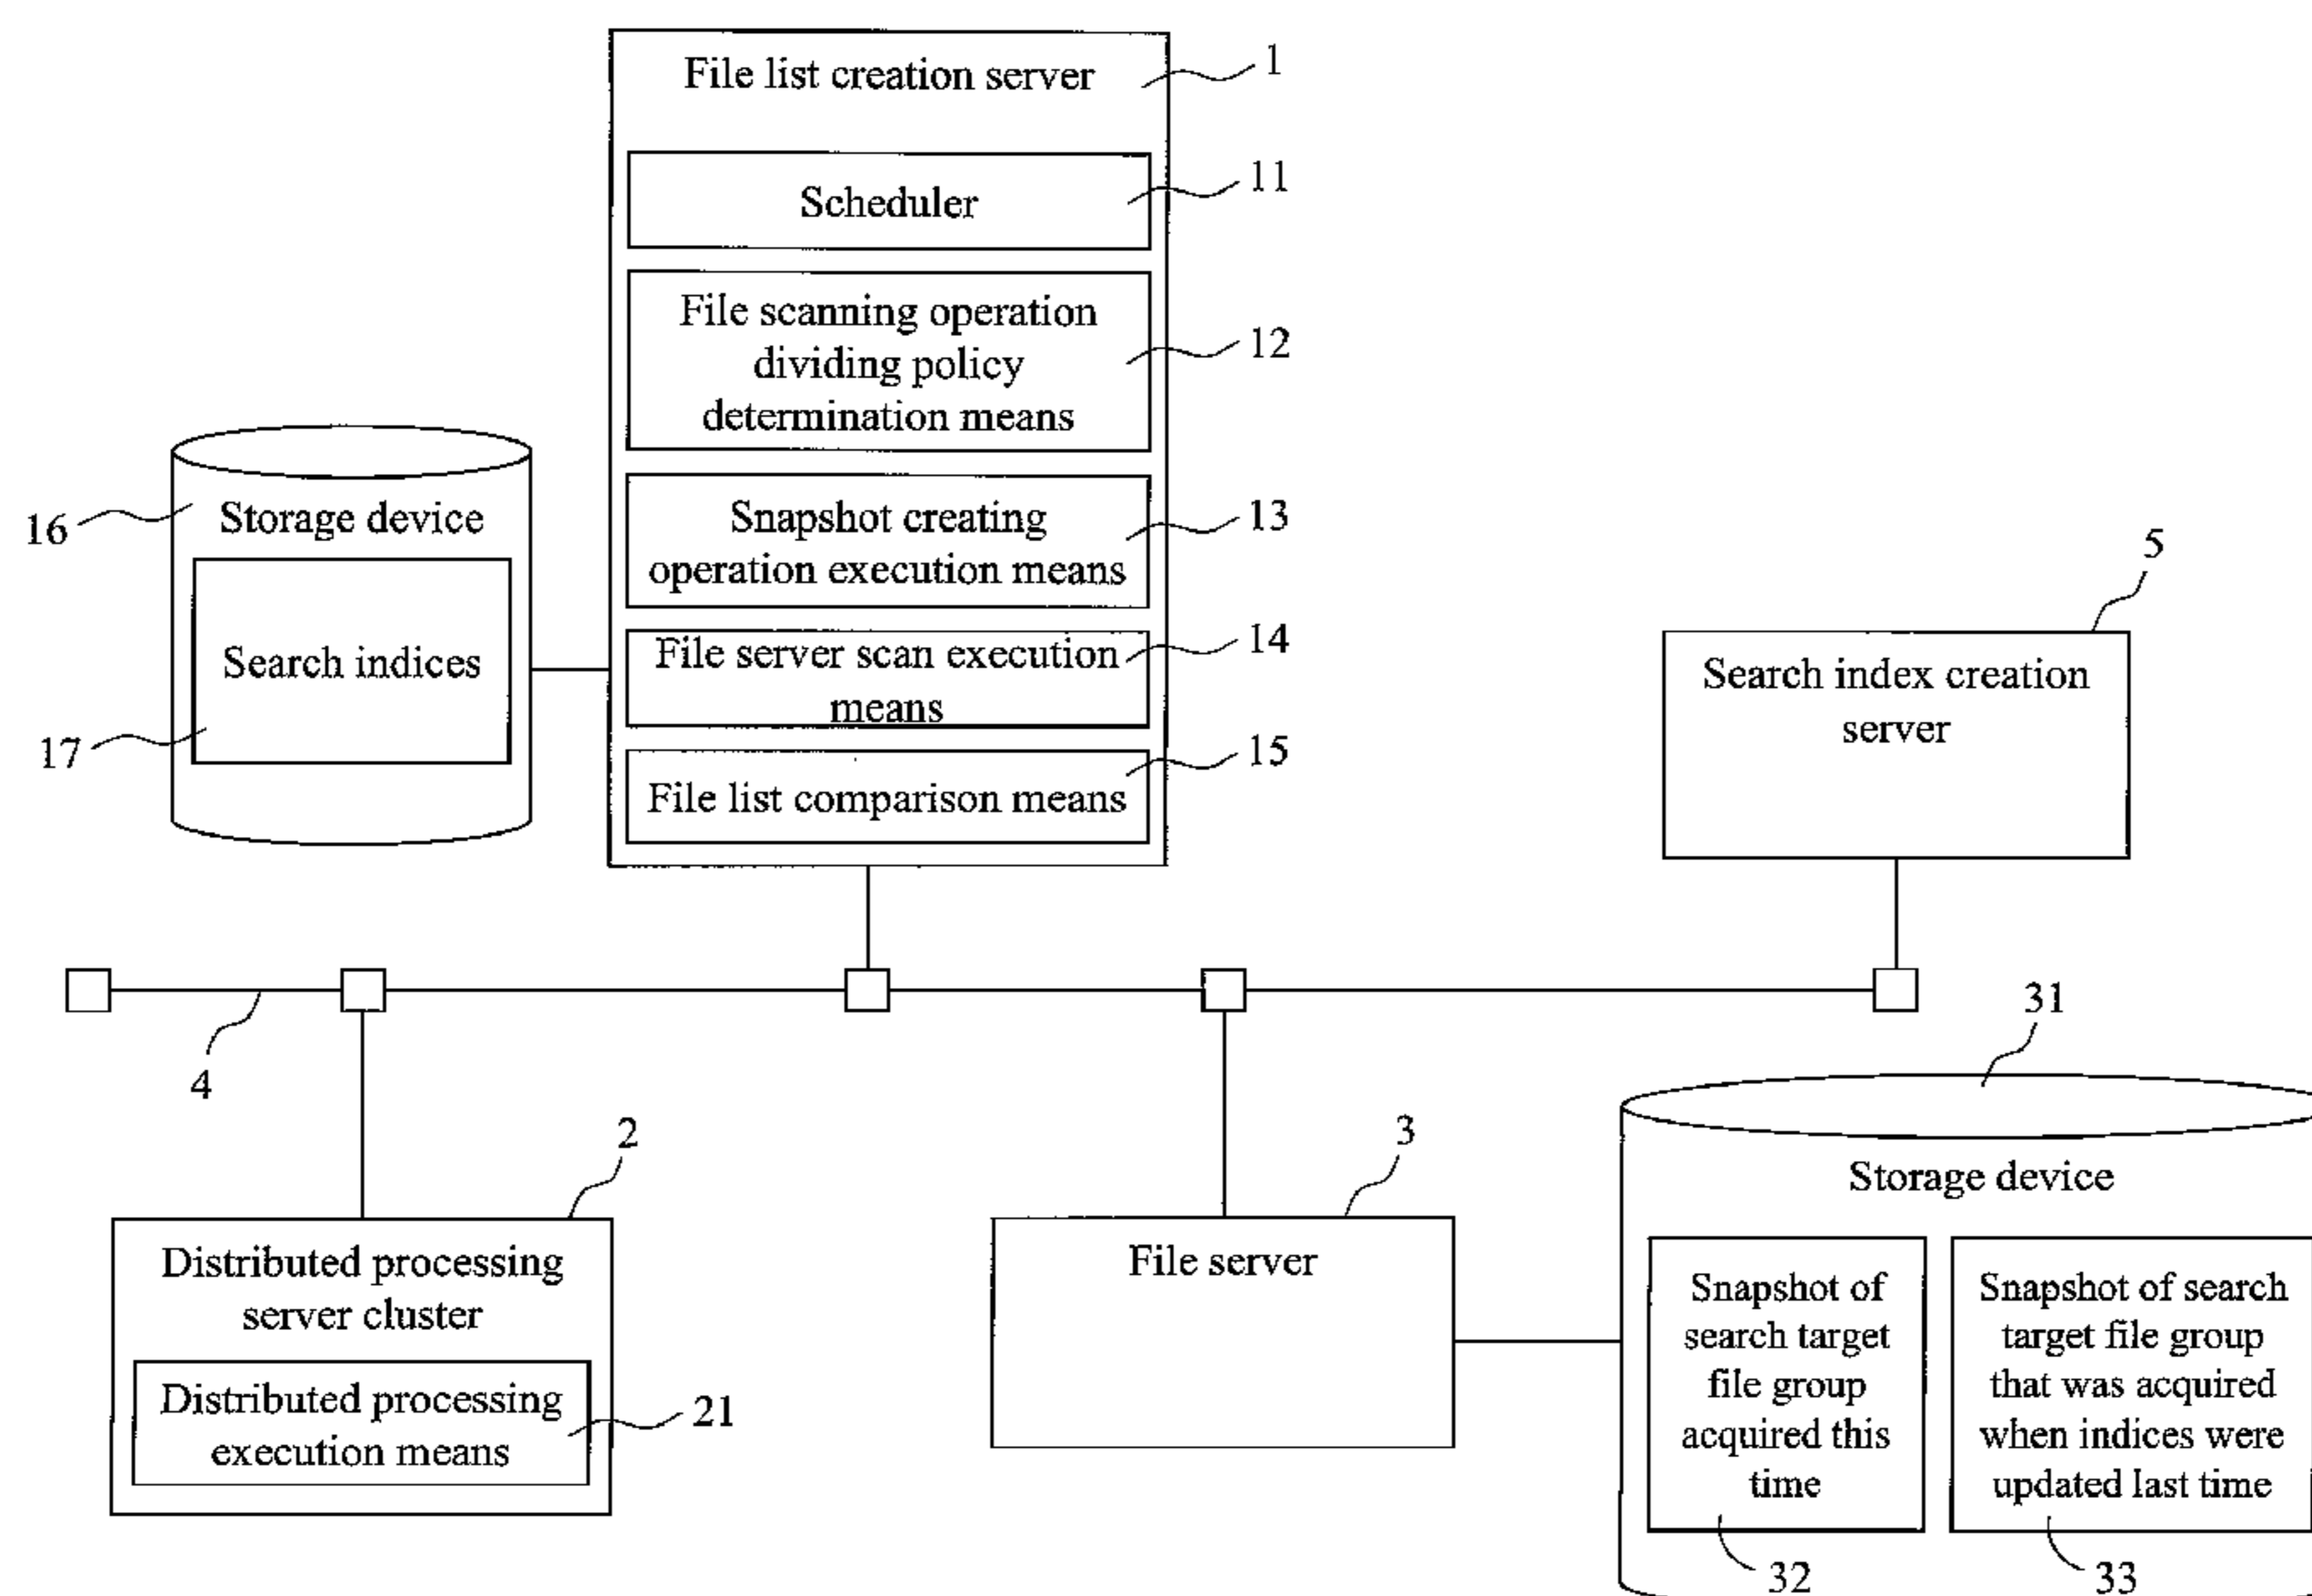 File list creation server
1
Scheduler
11
File scanning operation
dividing policy
determination means
12
Snapshot creating
operation execution means
13
File server scan execution
means
14
File list comparison means
15
16
Storage device
Search indices
17
5
Search index creation
server
4
2
Distributed processing
server cluster
Distributed processing
execution means
21
3
File server
31
Storage device
Snapshot of
search target
file group
acquired this
time
32
Snapshot of search
target file group
that was acquired
when indices were
updated last time
33